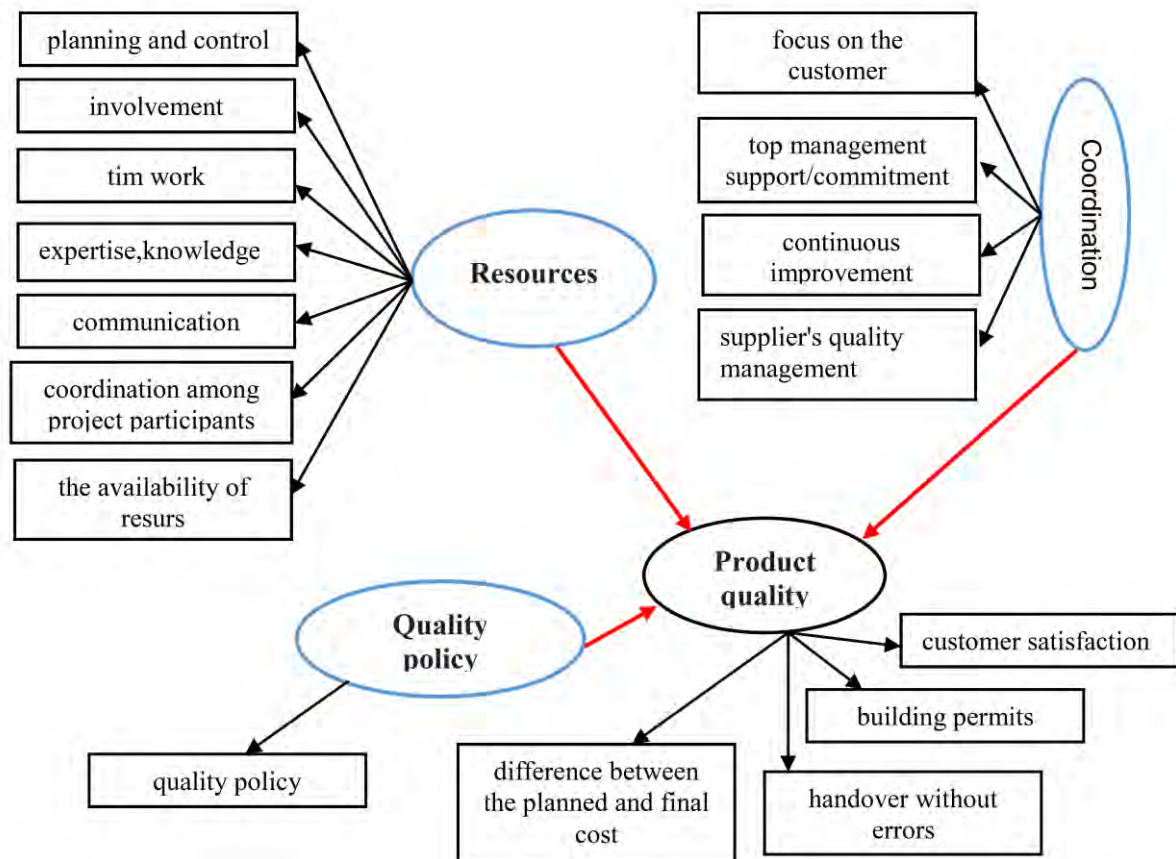 planning and control
involvement
tim work
expertise,knowledge
communication
coordination among
project participants
the availability of
resurs
Resources
focus on the
customer
top management
support/commitment
continuous
improvement
supplier's quality
management
Coordination
Product
quality
Quality
policy
quality policy
customer satisfaction
building permits
difference between
the planned and final
cost
handover without
errors